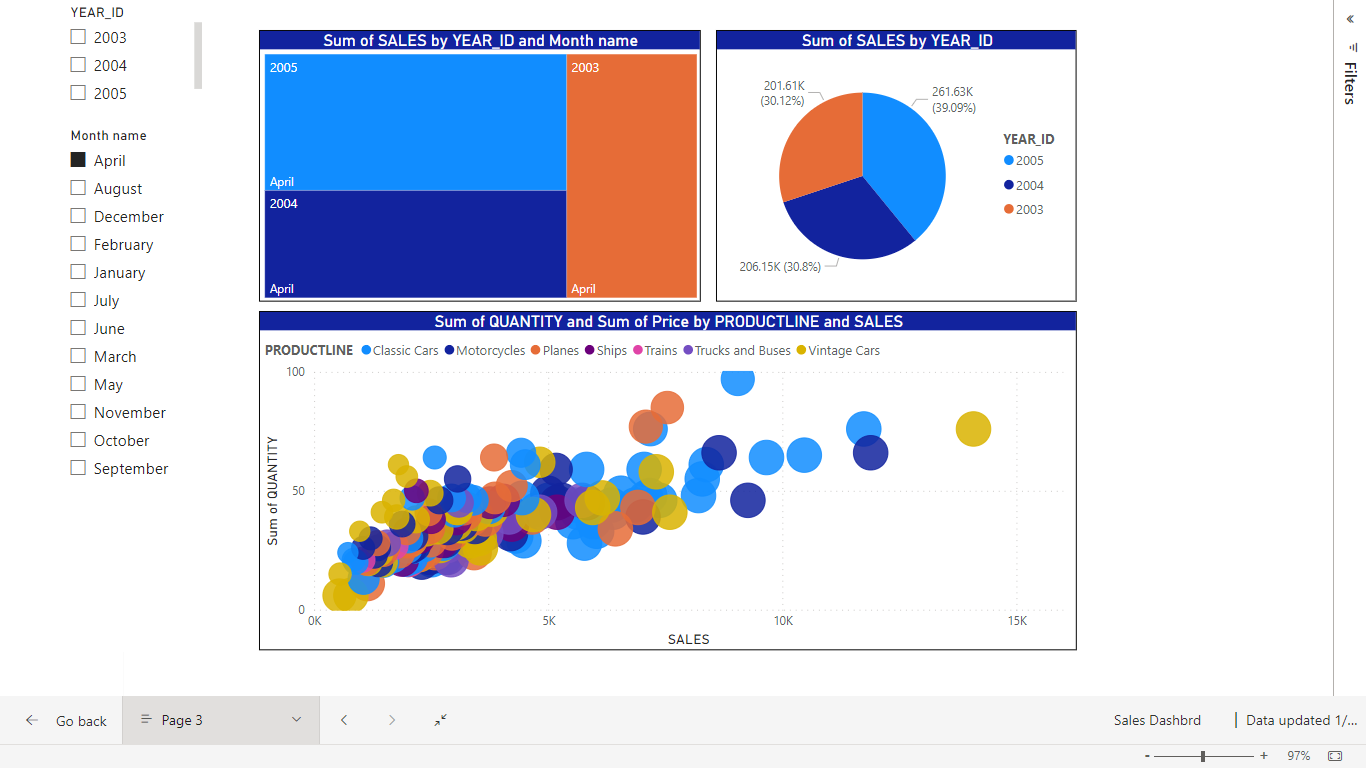 YEAR_ID
2003
2004
2005
Month name
April
August
December
February
January
July
June
March
May
November
October
September
Sum of SALES by YEAR_ID and Month name
2005
April
2004
April
2003
April
Sum of SALES by YEAR_ID
201.61K
(30.12%)
261.63K
(39.09%)
206.15K (30.8%)
YEAR_ID
2005
2004
2003
Sum of QUANTITY and Sum of Price by PRODUCTLINE and SALES
PRODUCTLINE Classic Cars Motorcycles Planes Ships Trains Trucks and Buses Vintage Cars
Sum of QUANTITY
100
50
0
0K 5K 10K 15K
SALES
Filters
Go back
Page 3
Sales Dashbrd
Data updated 1/...
- + 97%